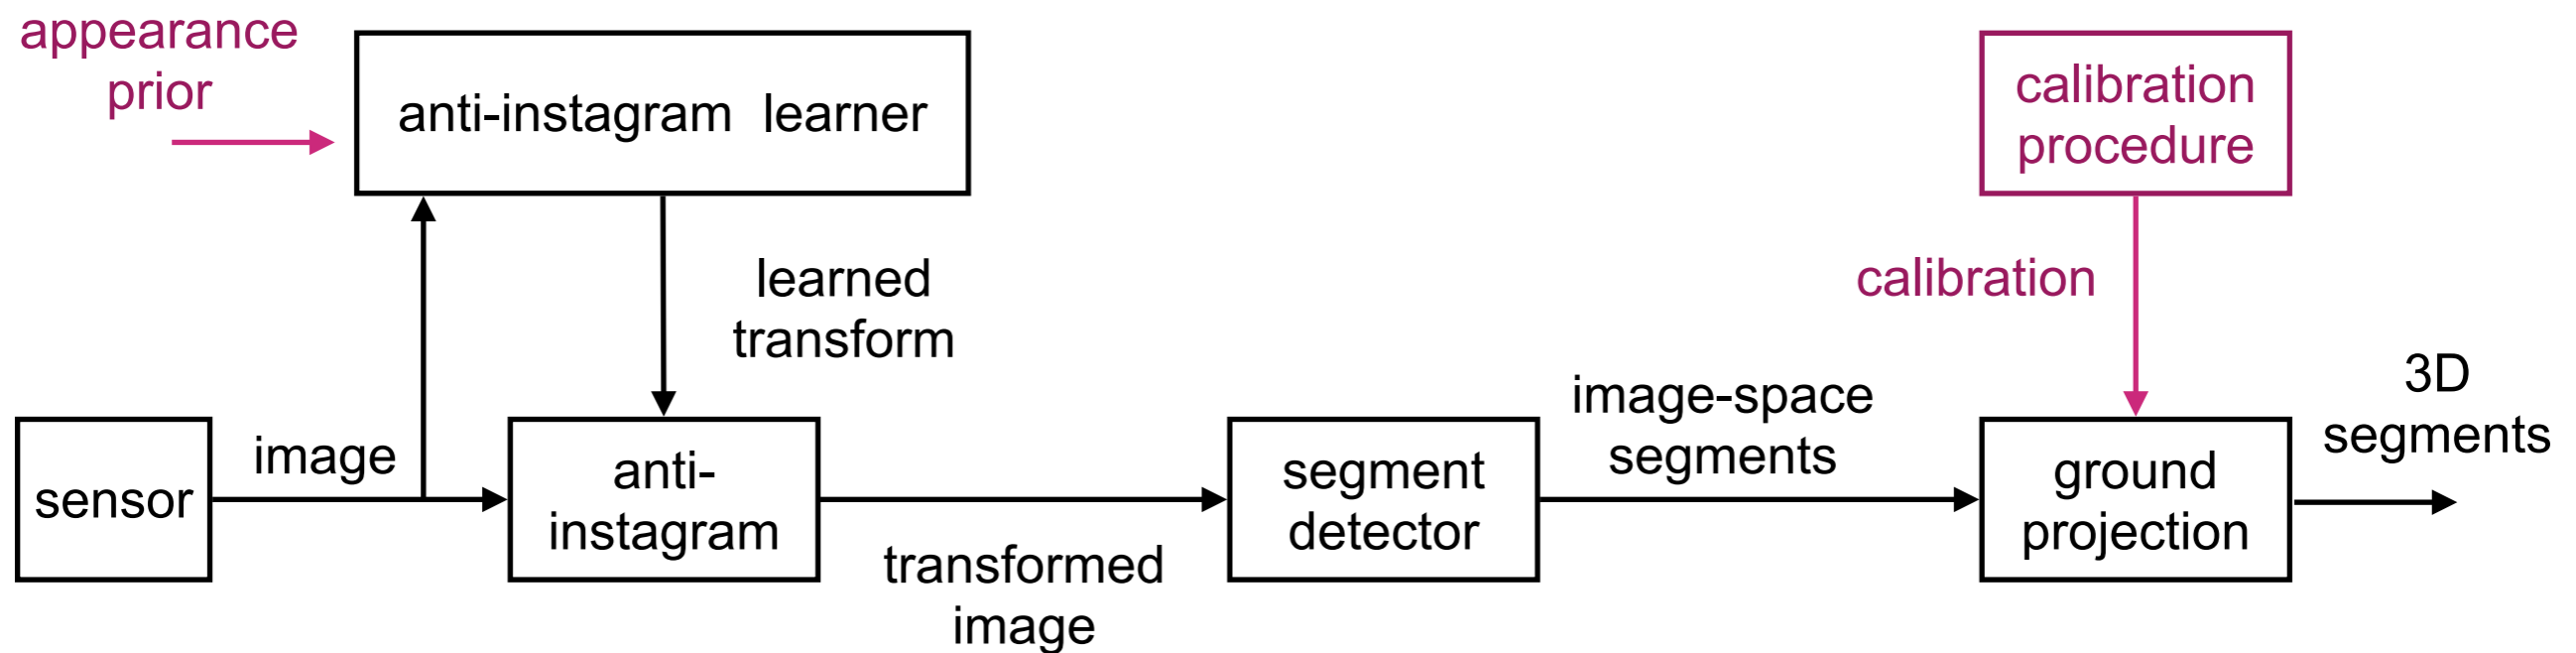 appearance
prior
anti-instagram learner
calibration
procedure
learned
transform
calibration
sensor
image
anti-
instagram
transformed
image
segment
detector
image-space
segments
ground
projection
3D
segments